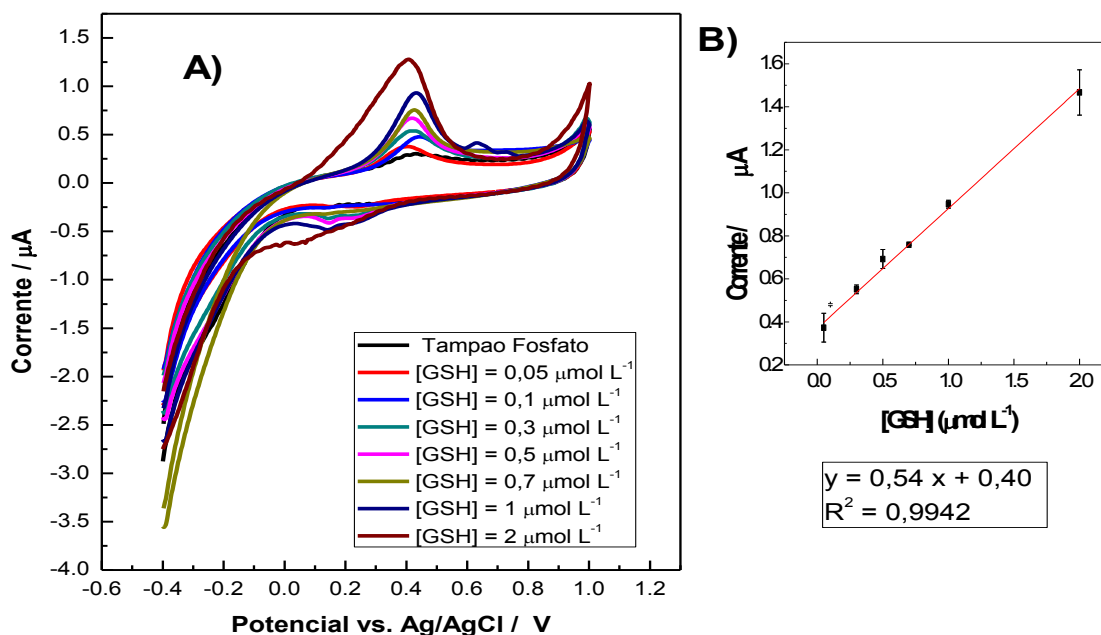 A)
1.5
1.0
0.5
0.0
-0.5
-1.0
-1.5
-2.0
-2.5
-3.0
-3.5
-4.0
Corrente / μA
-0.6 -0.4 -0.2 0.0 0.2 0.4 0.6 0.8 1.0 1.2
Potencial vs. Ag/AgCl / V
Tampao Fosfato
[GSH] = 0,05 μmol L⁻¹
[GSH] = 0,1 μmol L⁻¹
[GSH] = 0,3 μmol L⁻¹
[GSH] = 0,5 μmol L⁻¹
[GSH] = 0,7 μmol L⁻¹
[GSH] = 1 μmol L⁻¹
[GSH] = 2 μmol L⁻¹
B)
1.6
1.4
1.2
1.0
0.8
0.6
0.4
0.2
Corrente/ μA
0.0 0.5 1.0 1.5 2.0
[GSH] (μmol L⁻¹)
y = 0,54 x + 0,40
R² = 0,9942